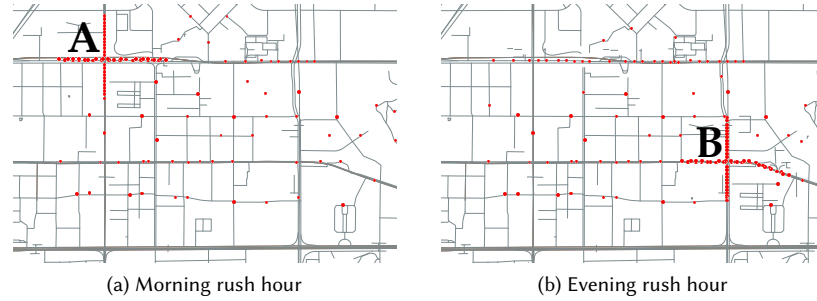 A
B
(a) Morning rush hour
(b) Evening rush hour